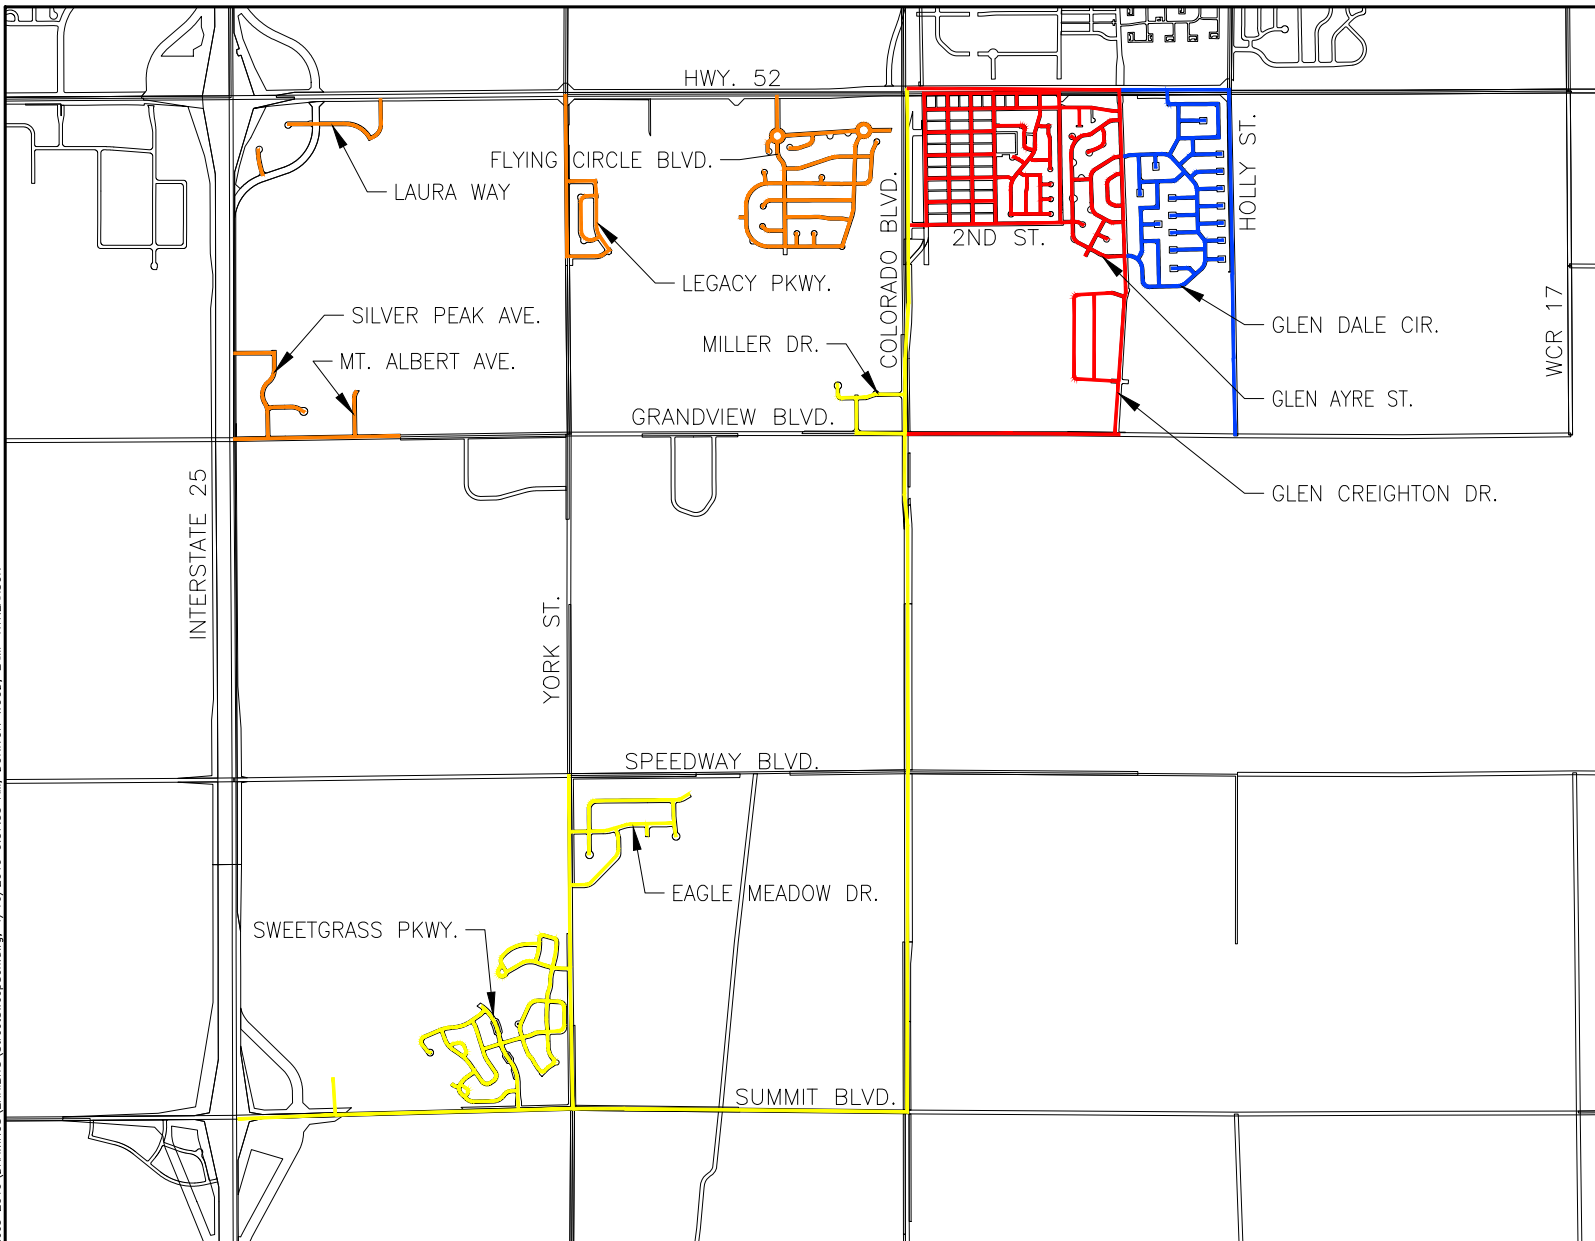 HWY. 52
FLYING CIRCLE BLVD.
LAURA WAY
COLORADO BLVD.
HOLLY ST.
2ND ST.
LEGACY PKWY.
SILVER PEAK AVE.
MT. ALBERT AVE.
MILLER DR.
GLEN DALE CIR.
WCR 17
GRANDVIEW BLVD.
GLEN AYRE ST.
INTERSTATE 25
GLEN CREIGHTON DR.
YORK ST.
SPEEDWAY BLVD.
EAGLE MEADOW DR.
SWEETGRASS PKWY.
SUMMIT BLVD.